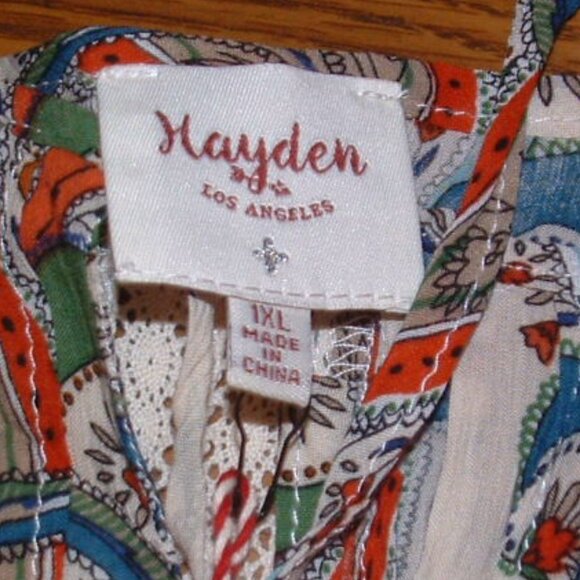 Hayden
LOS ANGELES
1XL
MADE
IN
CHINA